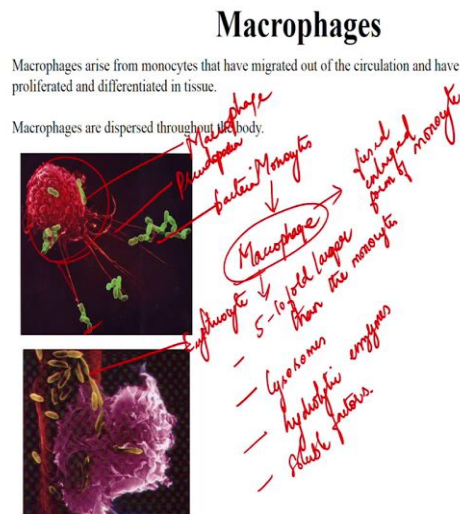 Macrophages
Macrophages arise from monocytes that have migrated out of the circulation and have
proliferated and differentiated in tissue.
Macrophages are dispersed throughout the body.
Macrophage
Pseudopodia
bacteria
Monocytes
Macrophage
fused
enlarged
form of monocyte
Erythrocyte
- 5-10 fold larger
than the monocytes
- lysosomes
- hydrolytic enzymes
- soluble factors.